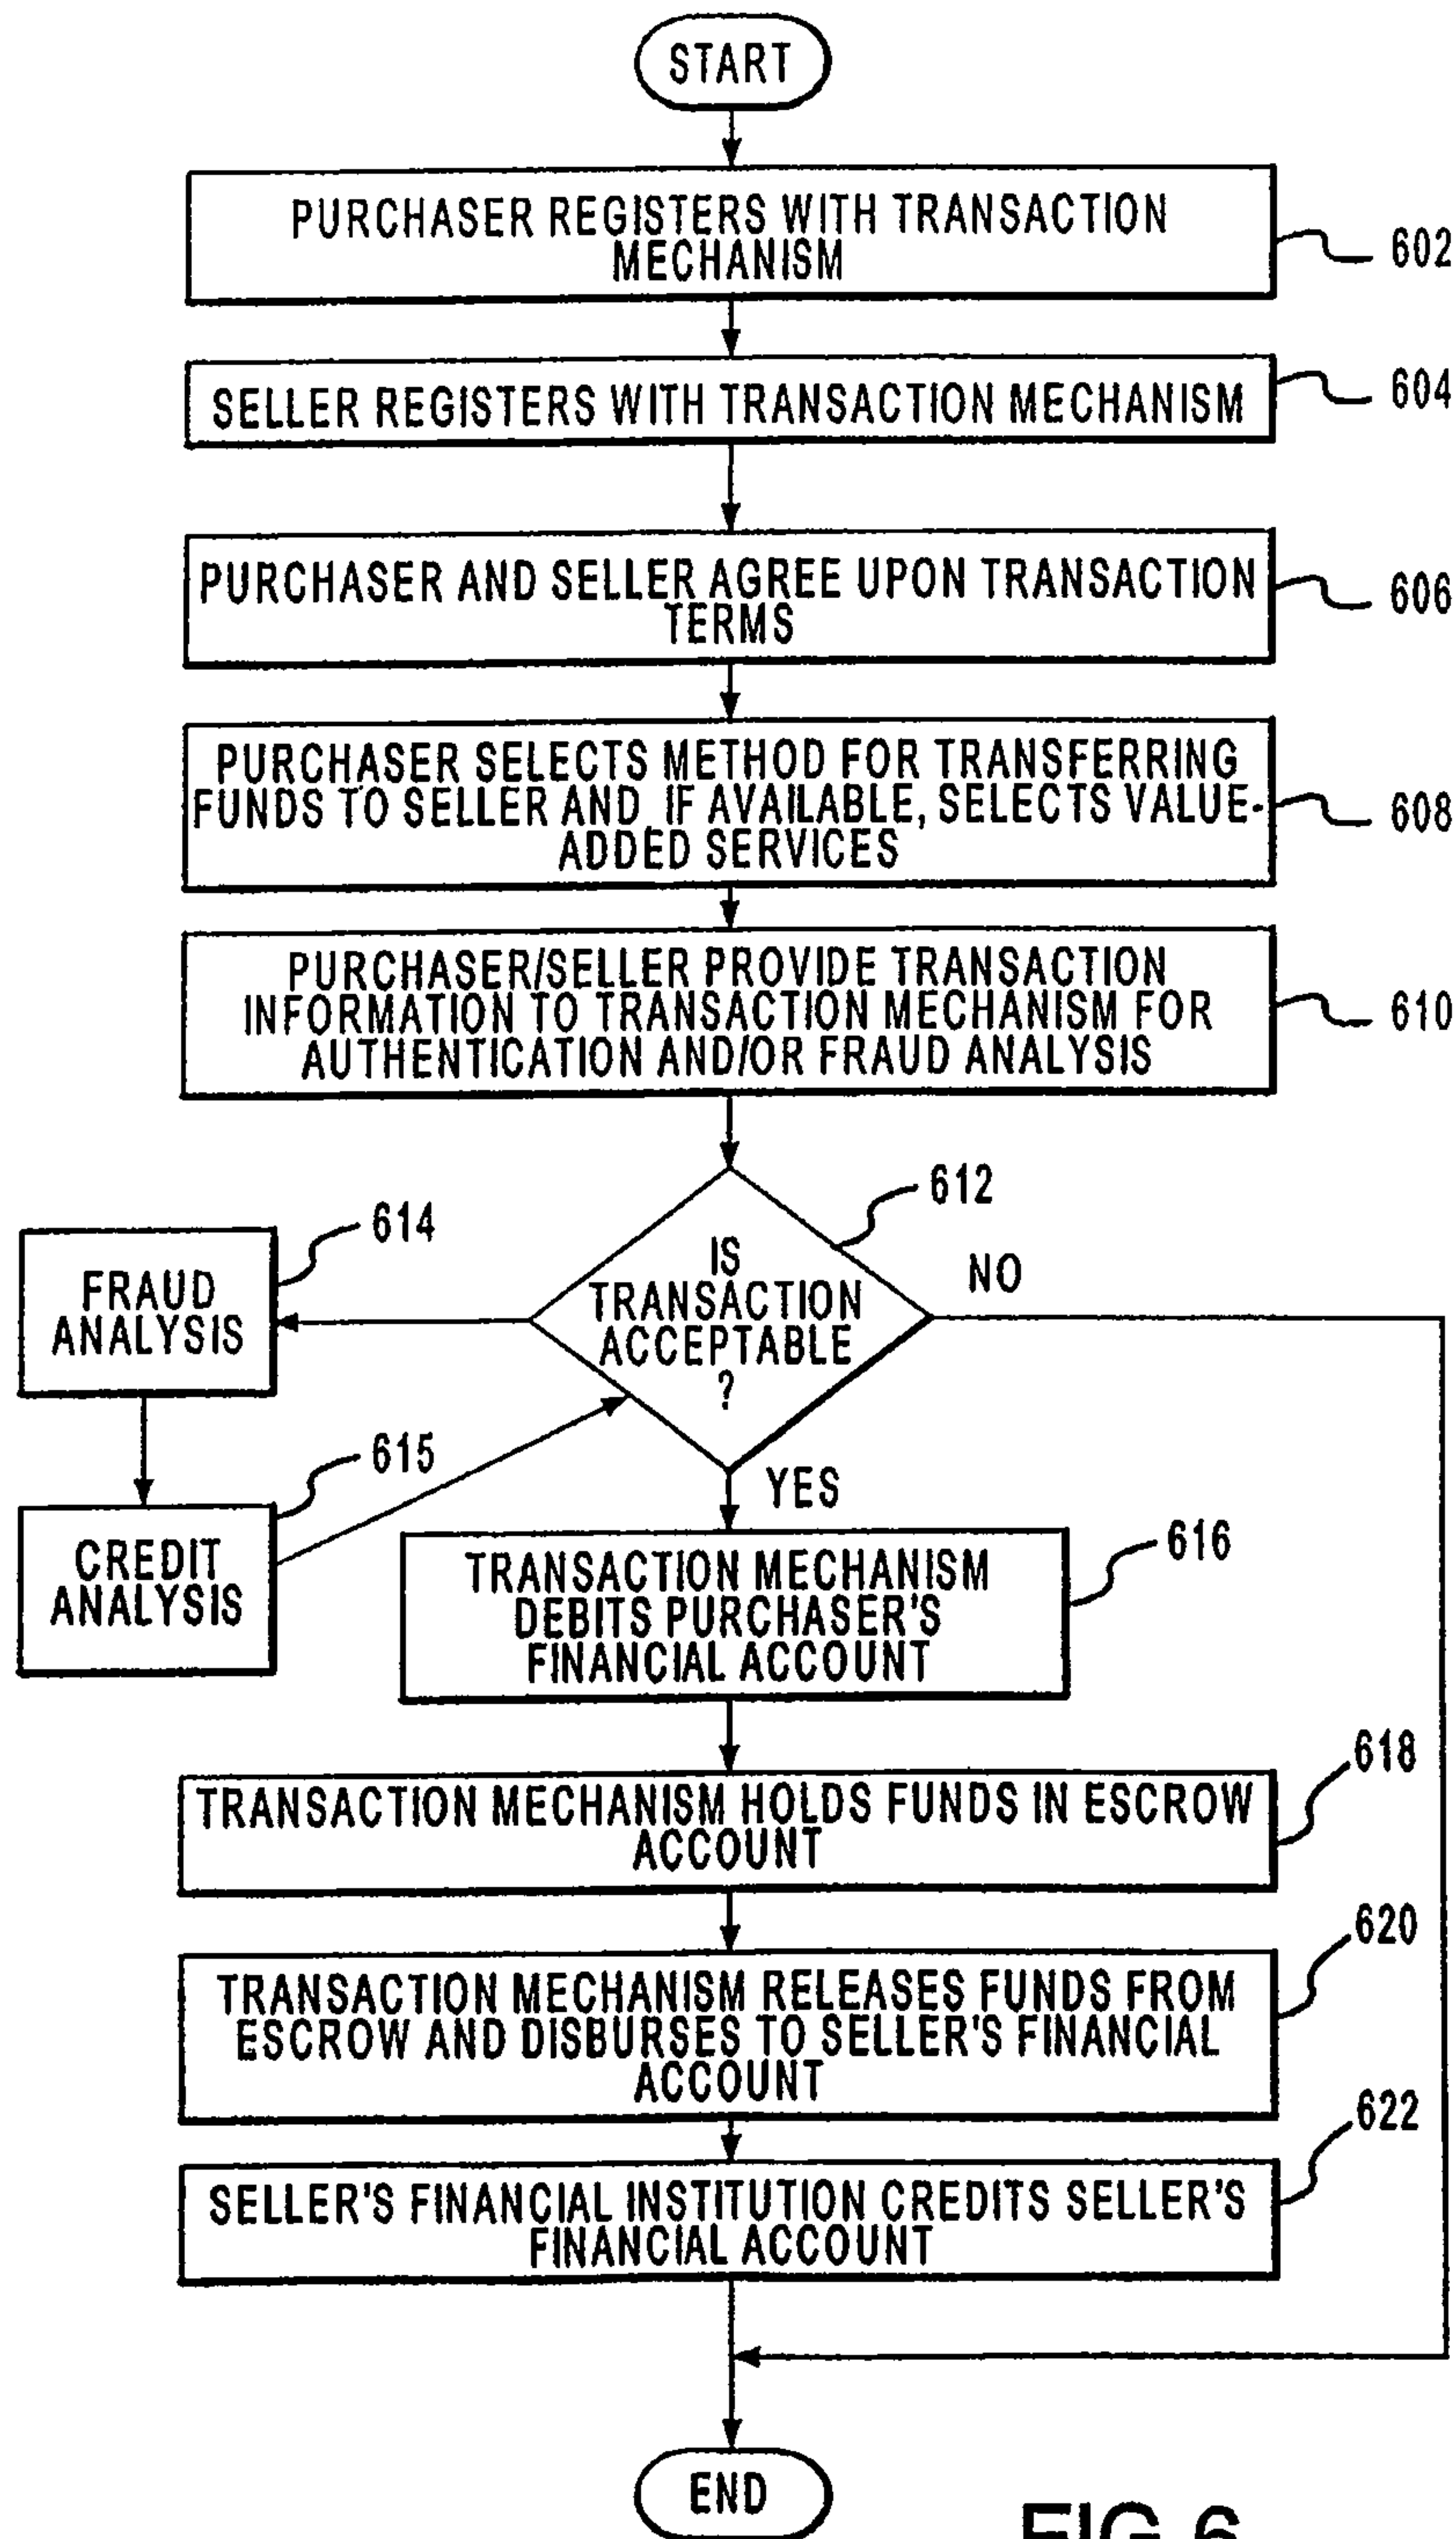 START
PURCHASER REGISTERS WITH TRANSACTION
MECHANISM
602
SELLER REGISTERS WITH TRANSACTION MECHANISM
604
PURCHASER AND SELLER AGREE UPON TRANSACTION
TERMS
606
PURCHASER SELECTS METHOD FOR TRANSFERRING
FUNDS TO SELLER AND, IF AVAILABLE, SELECTS VALUE-
ADDED SERVICES
608
PURCHASER/SELLER PROVIDE TRANSACTION
INFORMATION TO TRANSACTION MECHANISM FOR
AUTHENTICATION AND/OR FRAUD ANALYSIS
610
612
IS
TRANSACTION
ACCEPTABLE
?
NO
614
FRAUD
ANALYSIS
615
CREDIT
ANALYSIS
YES
TRANSACTION MECHANISM
DEBITS PURCHASER'S
FINANCIAL ACCOUNT
616
TRANSACTION MECHANISM HOLDS FUNDS IN ESCROW
ACCOUNT
618
TRANSACTION MECHANISM RELEASES FUNDS FROM
ESCROW AND DISBURSES TO SELLER'S FINANCIAL
ACCOUNT
620
SELLER'S FINANCIAL INSTITUTION CREDITS SELLER'S
FINANCIAL ACCOUNT
622
END
FIG.6